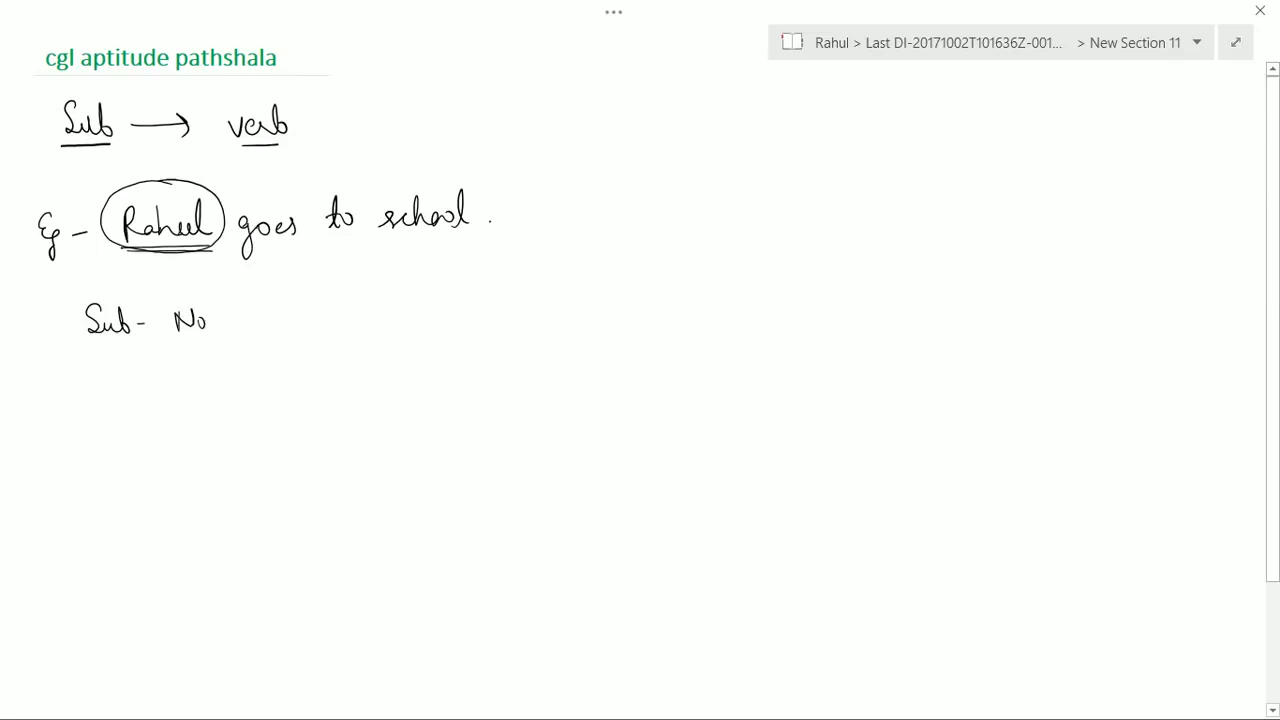 Rahul > Last DI-20171002T101636Z-001... > New Section 11
cgl aptitude pathshala
Sub → verb
Eg - Raheel goes to school .
Sub - No